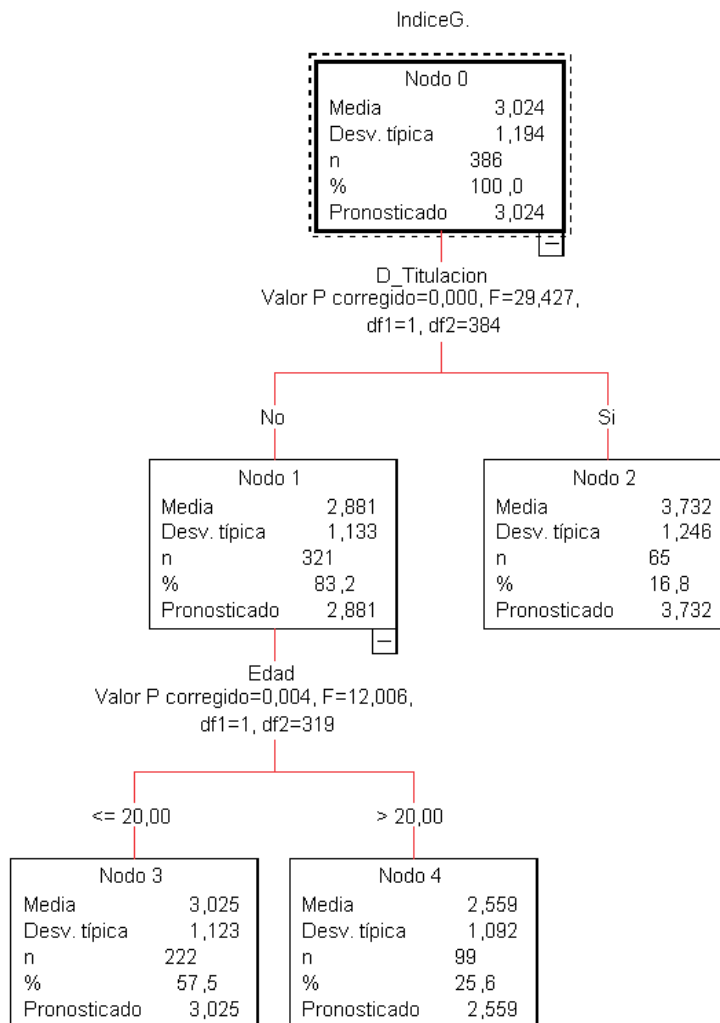 IndiceG.
Nodo 0
Media 3,024
Desv. típica 1,194
n 386
% 100 ,0
Pronosticado 3,024
D_Titulacion
Valor P corregido=0,000, F=29,427,
df1=1, df2=384
No
Si
Nodo 1
Media 2,881
Desv. típica 1,133
n 321
% 83 ,2
Pronosticado 2,881
Nodo 2
Media 3,732
Desv. típica 1,246
n 65
% 16 ,8
Pronosticado 3,732
Edad
Valor P corregido=0,004, F=12,006,
df1=1, df2=319
<= 20,00
> 20,00
Nodo 3
Media 3,025
Desv. típica 1,123
n 222
% 57 ,5
Pronosticado 3,025
Nodo 4
Media 2,559
Desv. típica 1,092
n 99
% 25 ,6
Pronosticado 2,559